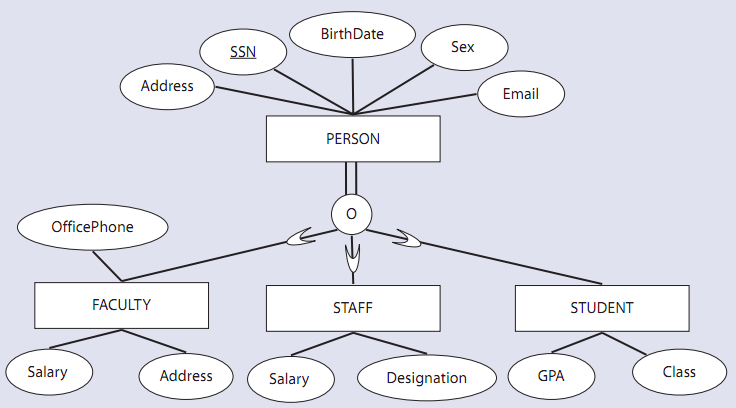 BirthDate
SSN
Sex
Address
Email
PERSON
O
OfficePhone
FACULTY
STAFF
STUDENT
Salary
Address
Salary
Designation
GPA
Class